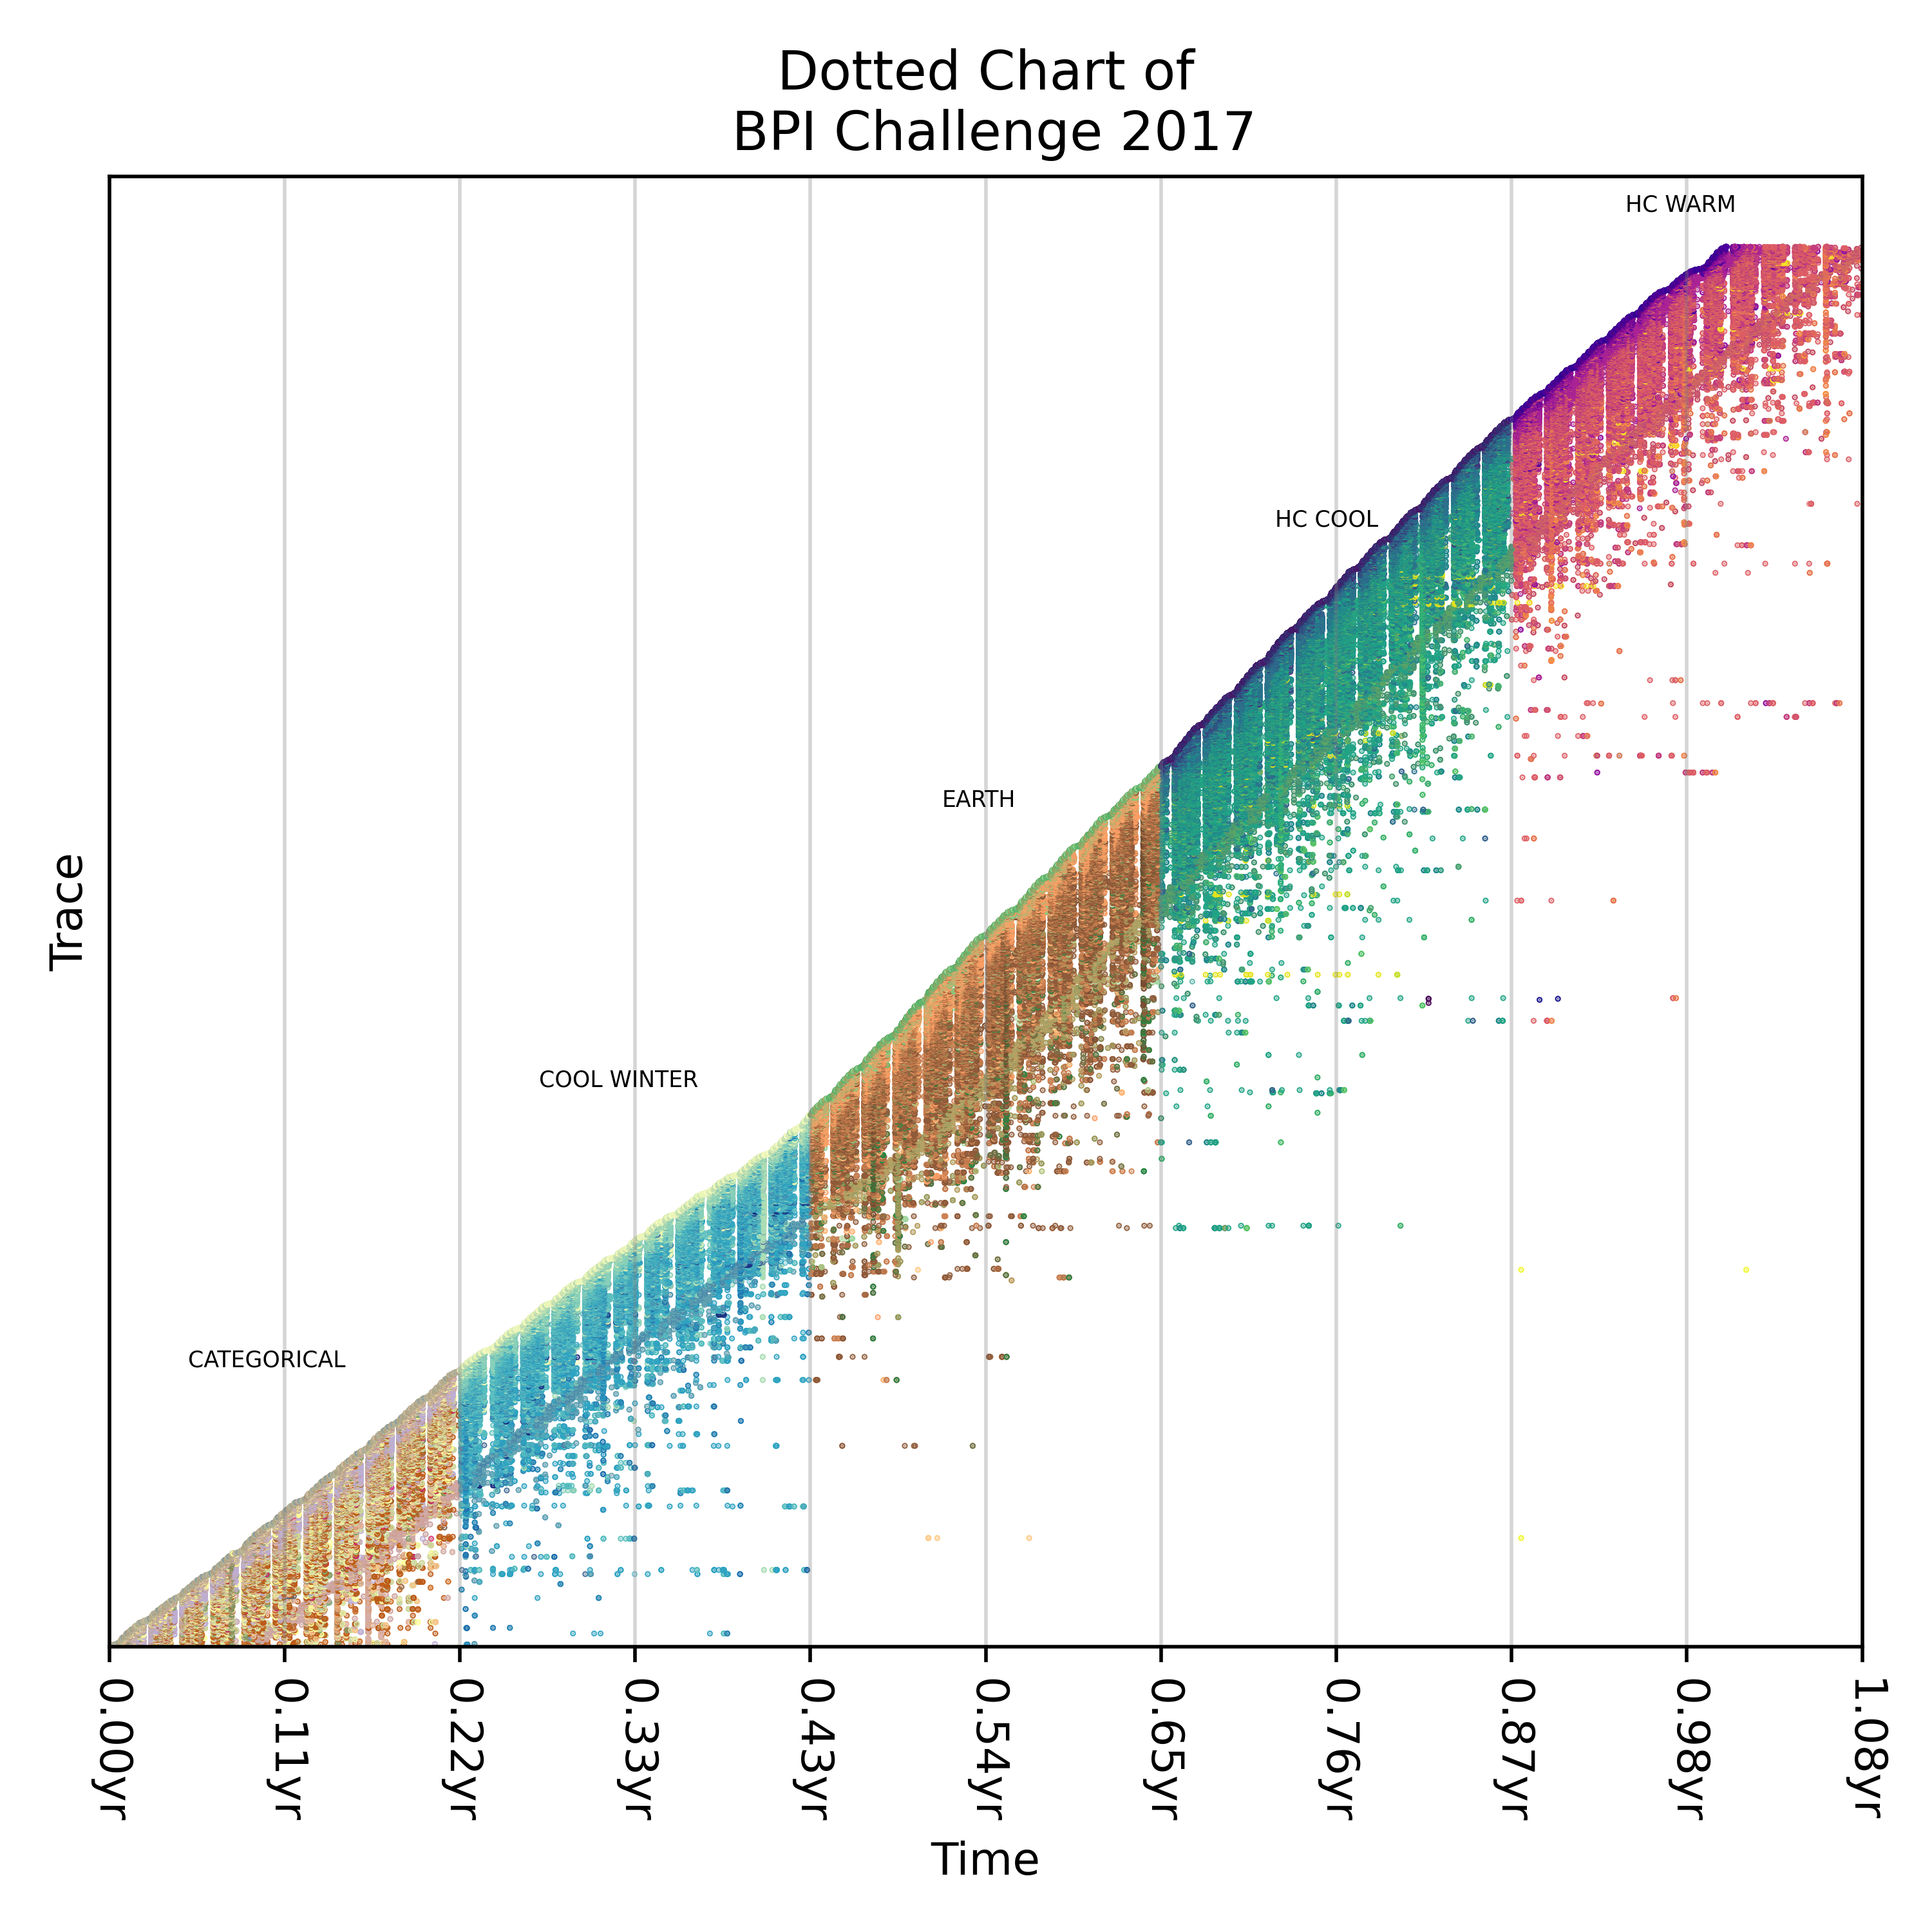 Dotted Chart of
BPI Challenge 2017
HC WARM
HC COOL
EARTH
COOL WINTER
CATEGORICAL
Trace
0.00yr
0.11yr
0.22yr
0.33yr
0.43yr
0.54yr
0.65yr
0.76yr
0.87yr
0.98yr
1.08yr
Time